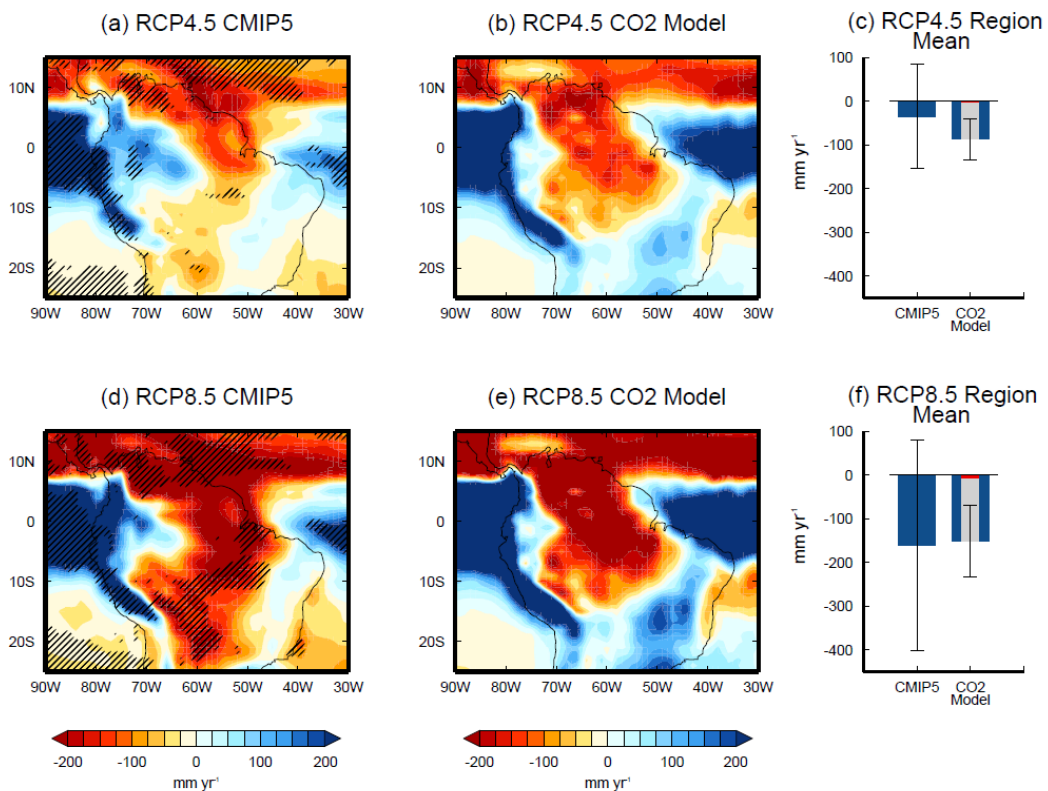 (a) RCP4.5 CMIP5
(b) RCP4.5 CO2 Model
(c) RCP4.5 Region
Mean
10N
0
10S
20S
90W 80W 70W 60W 50W 40W 30W
10N
0
10S
20S
90W 80W 70W 60W 50W 40W 30W
100
0
-100
-200
-300
-400
mm yr-1
CMIP5 CO2
Model
(d) RCP8.5 CMIP5
(e) RCP8.5 CO2 Model
(f) RCP8.5 Region
Mean
10N
0
10S
20S
90W 80W 70W 60W 50W 40W 30W
10N
0
10S
20S
90W 80W 70W 60W 50W 40W 30W
100
0
-100
-200
-300
-400
mm yr-1
CMIP5 CO2
Model
-200 -100 0 100 200
mm yr-1
-200 -100 0 100 200
mm yr-1